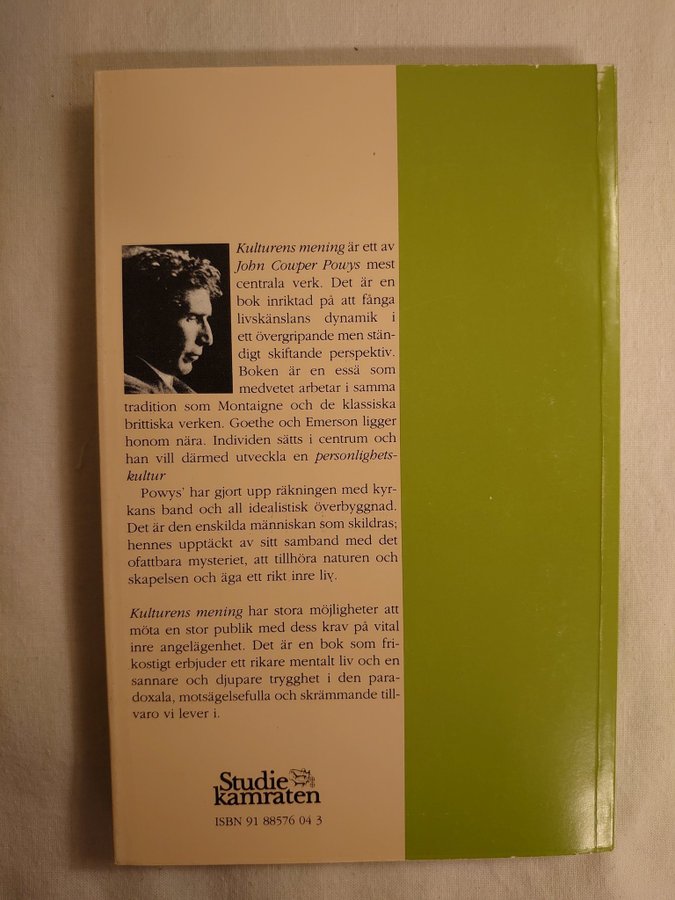 Kulturens mening är ett av
John Cowper Powys mest
centrala verk. Det är en
bok inriktad på att fånga
livskänslans dynamik i
ett övergripande men stän-
digt skiftande perspektiv.
Boken är en essä som
medvetet arbetar i samma
tradition som Montaigne och de klassiska
brittiska verken. Goethe och Emerson ligger
honom nära. Individen sätts i centrum och
han vill därmed utveckla en personlighets-
kultur
Powys' har gjort upp räkningen med kyr-
kans band och all idealistisk överbyggnad.
Det är den enskilda människan som skildras;
hennes upptäckt av sitt samband med det
ofattbara mysteriet, att tillhöra naturen och
skapelsen och äga ett rikt inre liv.
Kulturens mening har stora möjligheter att
möta en stor publik med dess krav på vital
inre angelägenhet. Det är en bok som fri-
kostigt erbjuder ett rikare mentalt liv och en
sannare och djupare trygghet i den para-
doxala, motsägelsefulla och skrämmande till-
varo vi lever i.
Studie
kamraten
ISBN 91 88576 04 3